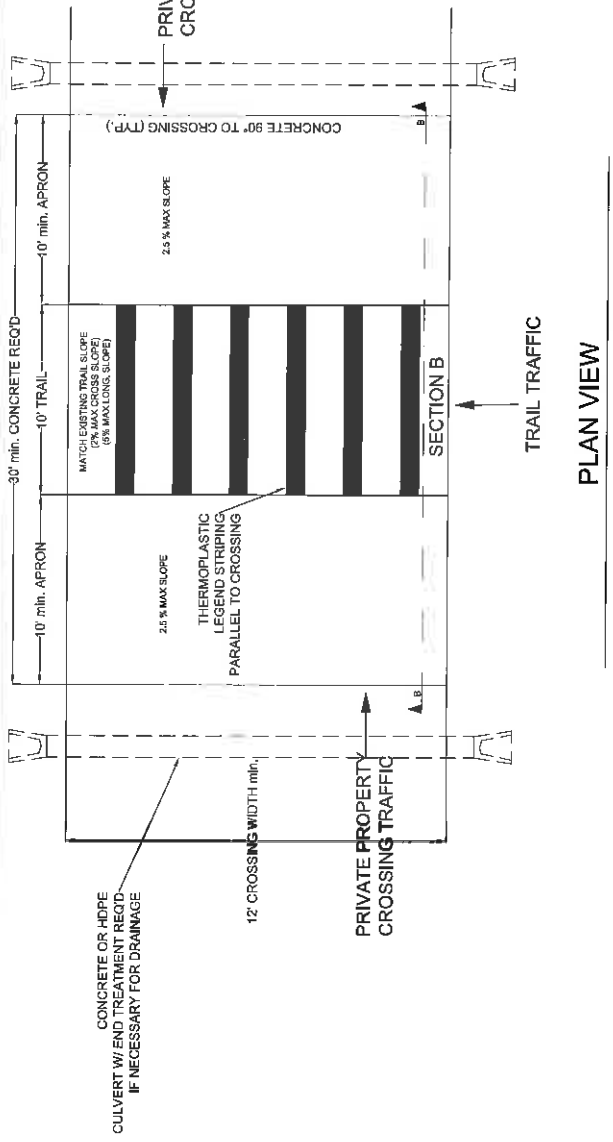 PRIV
CRO
30' min. CONCRETE REQ'D
10' min. APRON
10' TRAIL
10' min. APRON
MATCH EXISTING TRAIL SLOPE
(2% MAX CROSS SLOPE)
(5% MAX LONG. SLOPE)
CONCRETE 90° TO CROSSING (TYP.)
2.5 % MAX SLOPE
2.5 % MAX SLOPE
THERMOPLASTIC
LEGEND STRIPING
PARALLEL TO CROSSING
SECTION B
B
B
CONCRETE OR HDPE
CULVERT W/ END TREATMENT REQ'D
IF NECESSARY FOR DRAINAGE
12' CROSSING WIDTH min.
PRIVATE PROPERTY
CROSSING TRAFFIC
TRAIL TRAFFIC
PLAN VIEW